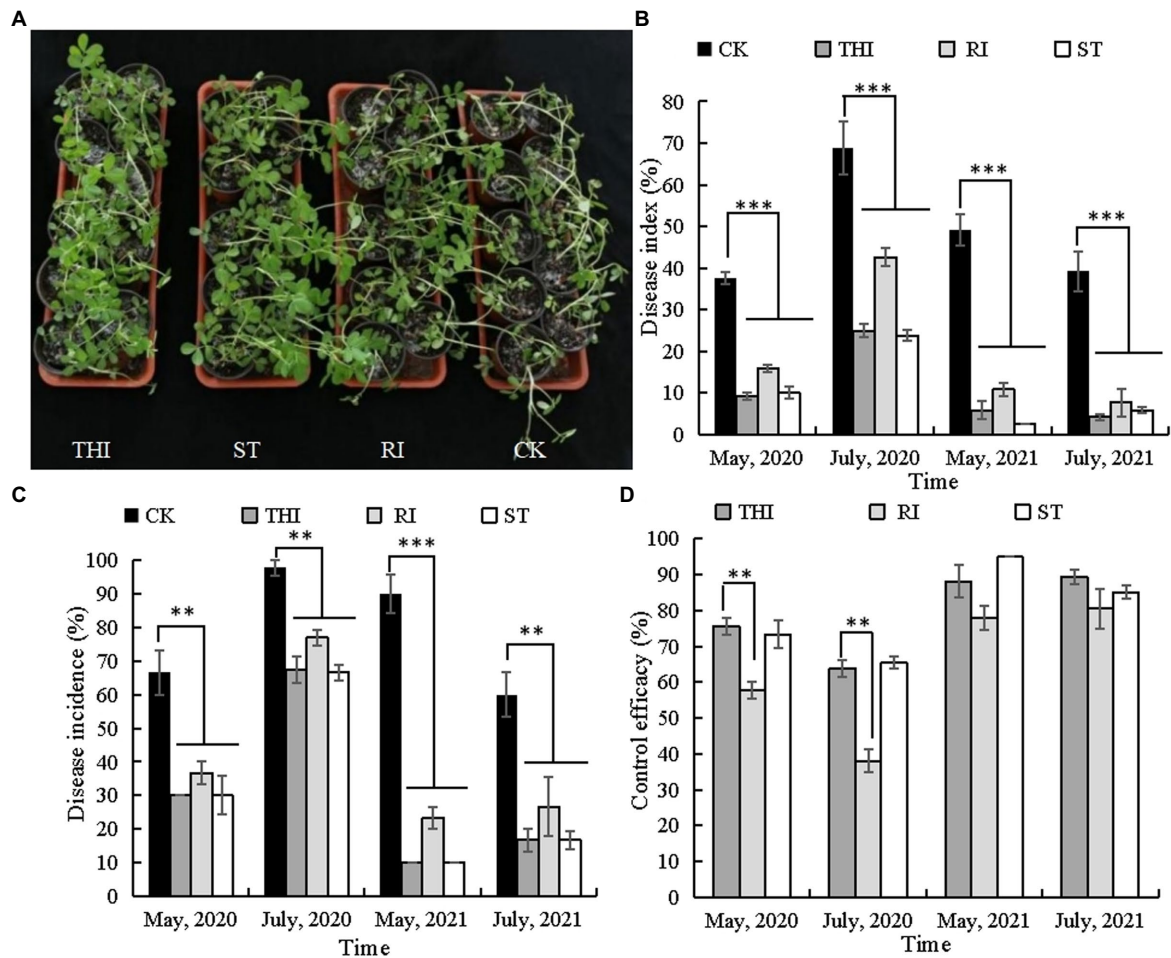 A
THI ST RI CK
B
CK THI RI ST
Disease index (%)
80
70
60
50
40
30
20
10
0
*** *** *** ***
May, 2020 July, 2020 May, 2021 July, 2021
Time
C
CK THI RI ST
Disease incidence (%)
100
90
80
70
60
50
40
30
20
10
0
** ** *** **
May, 2020 July, 2020 May, 2021 July, 2021
Time
D
THI RI ST
Control efficacy (%)
100
90
80
70
60
50
40
30
20
10
0
** **
May, 2020 July, 2020 May, 2021 July, 2021
Time